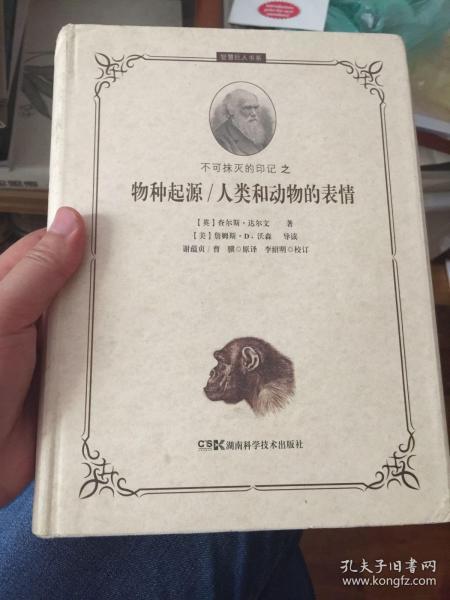 智慧巨人书系
不可抹灭的印记 之
物种起源/人类和动物的表情
[英]查尔斯·达尔文 著
[美]詹姆斯·D·沃森 导读
谢蕴贞/曹 骥◎原译 李绍明◎校订
CSK 湖南科学技术出版社
孔夫子旧书网
www.kongfz.com